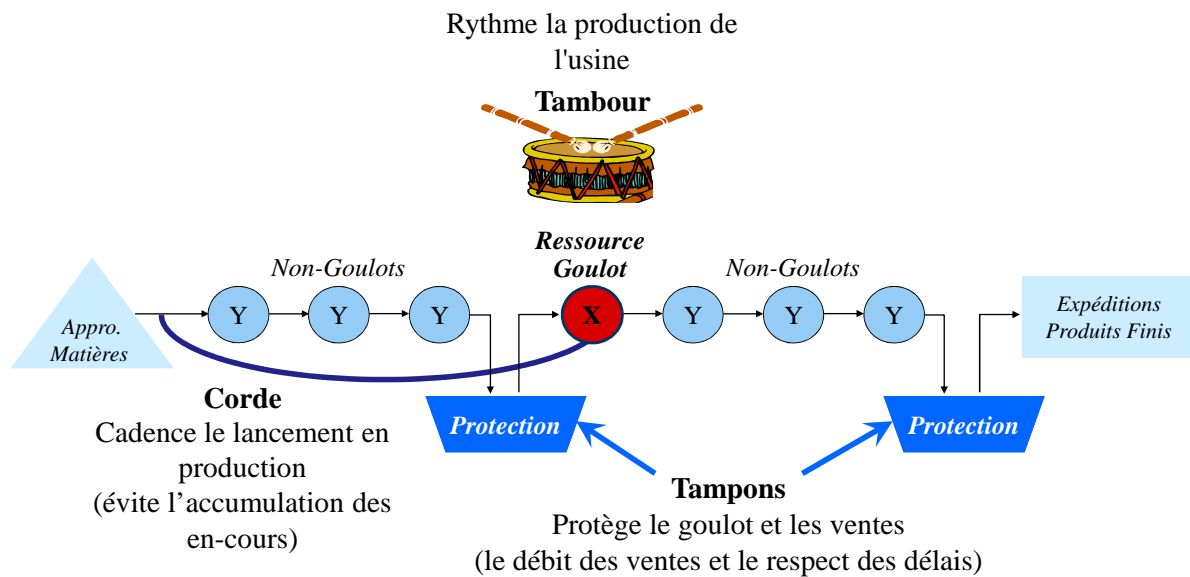 Rythme la production de
l'usine
Tambour
Ressource
Goulot
Non-Goulots
Non-Goulots
Appro.
Matières
Y
Y
Y
X
Y
Y
Y
Expéditions
Produits Finis
Corde
Cadence le lancement en
production
(évite l’accumulation des
en-cours)
Protection
Protection
Tampons
Protège le goulot et les ventes
(le débit des ventes et le respect des délais)